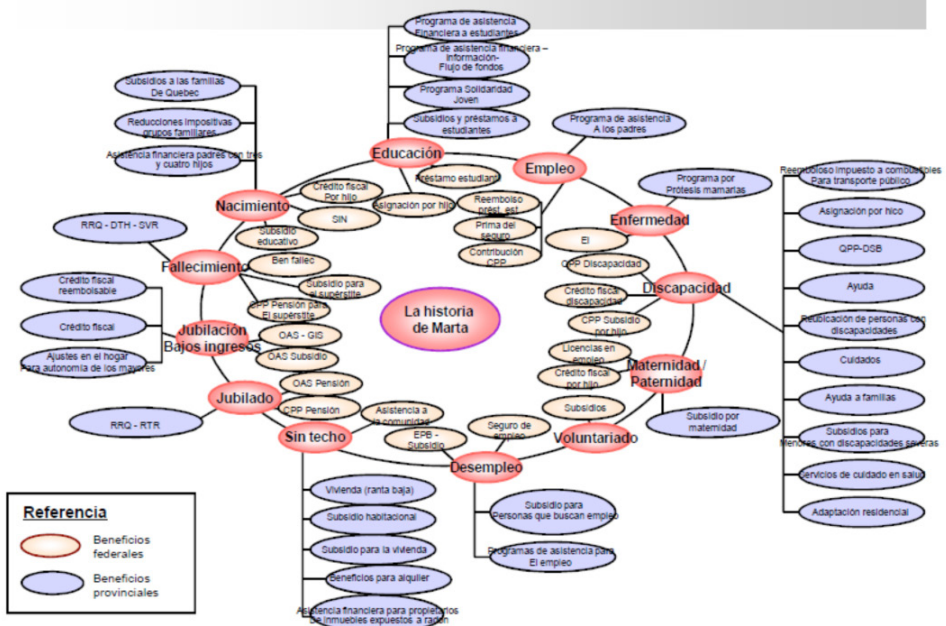 Programa de asistencia
Financiera a estudiantes
Programa de asistencia financiera –
Información-
Flujo de fondos
Programa Solidaridad
Joven
Subsidios y préstamos a
estudiantes
Subsidios a las familias
De Quebec
Reducciones impositivas
grupos familiares
Asistencia financiera padres con tres
y cuatro hijos
Educación
Préstamo estudiant
Asignación por hijo
Programa de asistencia
A los padres
Empleo
Reembolso
prést. est
Prima del
seguro
Contribución
CPP
Nacimiento
Crédito fiscal
Por hijo
SIN
Subsidio
educativo
Programa por
Prótesis mamarias
Enfermedad
EI
RRQ - DTH - SVR
Fallecimiento
Ben fallec
Subsidio para
el supérstite
CPP Pensión para
El supérstite
CPP Discapacidad
Crédito fiscal
discapacidad
CPP Subsidio
por hijo
Discapacidad
Reemboloso impuesto a combustibles
Para transporte público
Asignación por hico
QPP-DSB
Ayuda
Reubicación de personas con
discapacidades
Cuidados
Ayuda a familias
Subsidios para
Menores con discapacidades severas
Servicios de cuidado en salud
Adaptación residencial
La historia
de Marta
Crédito fiscal
reembolsable
Crédito fiscal
Ajustes en el hogar
Para autonomía de los mayores
Jubilación
Bajos ingresos
OAS - GIS
OAS Subsidio
Licencias en
empleo
Crédito fiscal
por hijo
Maternidad /
Paternidad
Subsidio por
maternidad
Jubilado
OAS Pensión
CPP Pensión
RRQ - RTR
Sin techo
Asistencia a
la comunidad
EPB -
Subsidio
Seguro de
empleo
Desempleo
Subsidios
Voluntariado
Vivienda (ranta baja)
Subsidio habitacional
Subsidio para la vivienda
Beneficios para alquiler
Asistencia financiera para propietarios
De inmuebles expuestos a radón
Subsidio para
Personas que buscan empleo
Programas de asistencia para
El empleo
Referencia
Beneficios
federales
Beneficios
provinciales